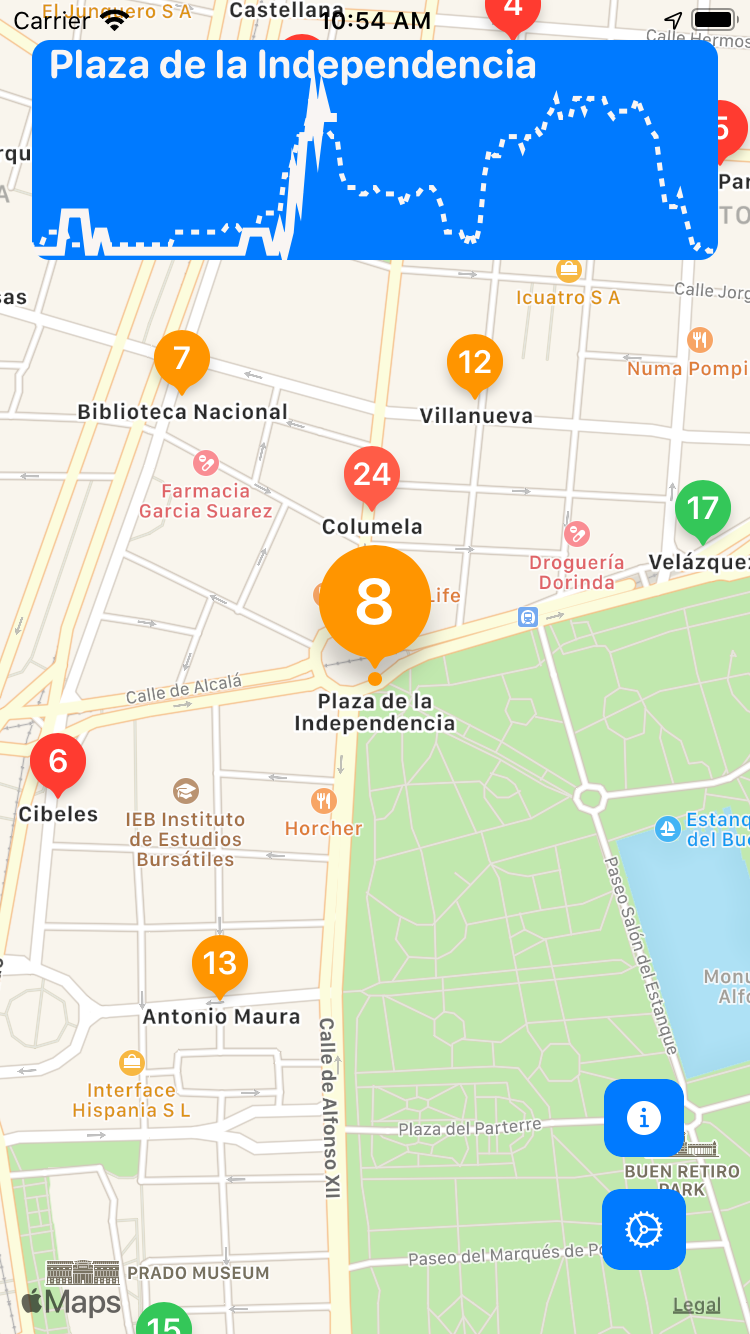 El Junquero S A
Castellana
4
Carrier
10:54 AM
Calle Hermos
Plaza de la Independencia
5
rqu
Par
A
TO
sas
Icuatro S A
Calle Jorg
7
12
Numa Pompi
Biblioteca Nacional
Villanueva
24
Farmacia
Garcia Suarez
17
Columela
Droguería
Dorinda
Velázquez
8
Life
Calle de Alcalá
Plaza de la
Independencia
6
Cibeles
IEB Instituto
de Estudios
Bursátiles
Horcher
Estanq
del Bue
Paseo Salón del Estanque
13
Monu
Alfo
Antonio Maura
Calle de Alfonso XII
Interface
Hispania S L
Plaza del Parterre
i
BUEN RETIRO
PARK
Paseo del Marqués de Po
PRADO MUSEUM
Maps
Legal
15